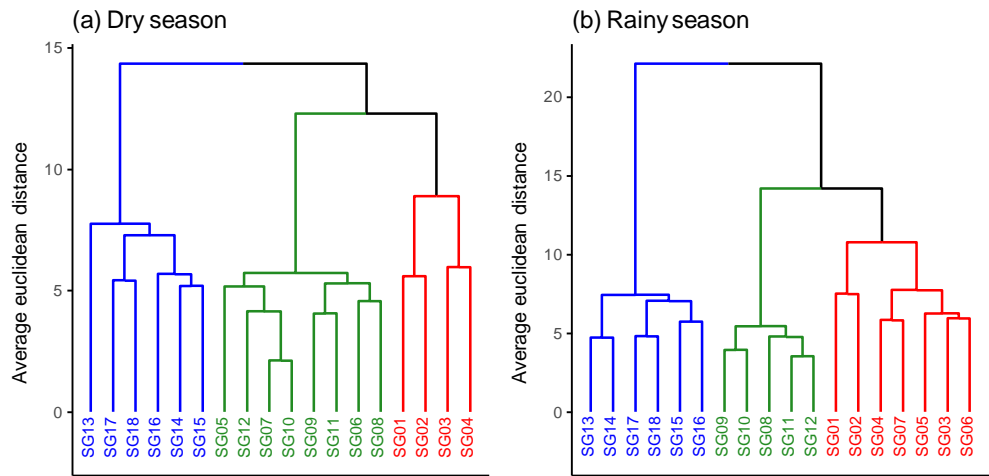 (a) Dry season
(b) Rainy season
Average euclidean distance
15
10
5
0
SG13
SG17
SG18
SG16
SG14
SG15
SG05
SG12
SG07
SG10
SG09
SG11
SG06
SG08
SG01
SG02
SG03
SG04
Average euclidean distance
20
15
10
5
0
SG13
SG14
SG17
SG18
SG15
SG16
SG09
SG10
SG08
SG11
SG12
SG01
SG02
SG04
SG07
SG05
SG03
SG06